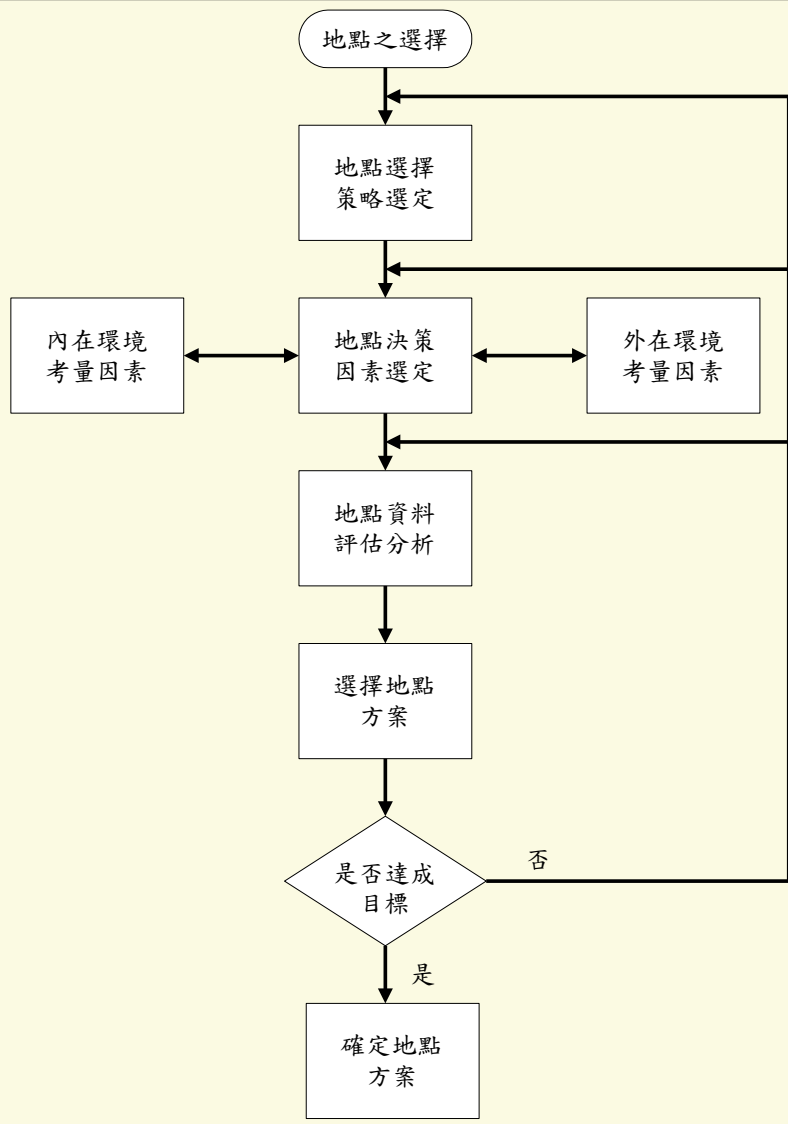 地點之選擇
地點選擇
策略選定
內在環境
考量因素
地點決策
因素選定
外在環境
考量因素
地點資料
評估分析
選擇地點
方案
是否達成
目標
否
是
確定地點
方案